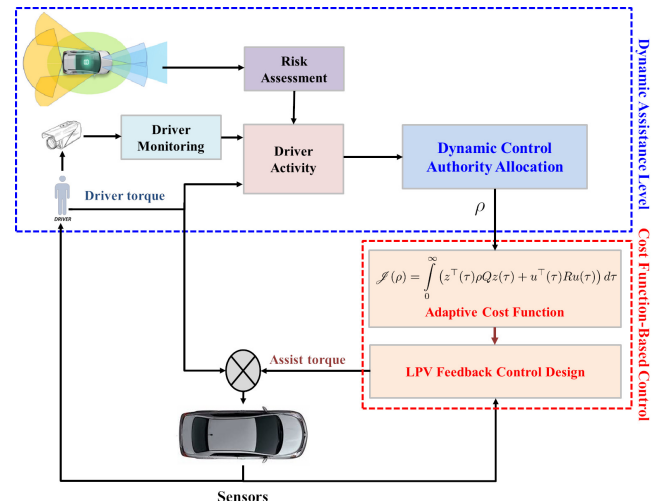 Risk
Assessment
Driver
Monitoring
Driver
Activity
Dynamic Control
Authority Allocation
Dynamic Assistance Level
DRIVER
Driver torque
ρ
𝒥(ρ) = ∫₀^∞ (z^⊤(τ)ρQz(τ) + u^⊤(τ)Ru(τ)) dτ
Adaptive Cost Function
Cost Function-Based Control
Assist torque
LPV Feedback Control Design
Sensors